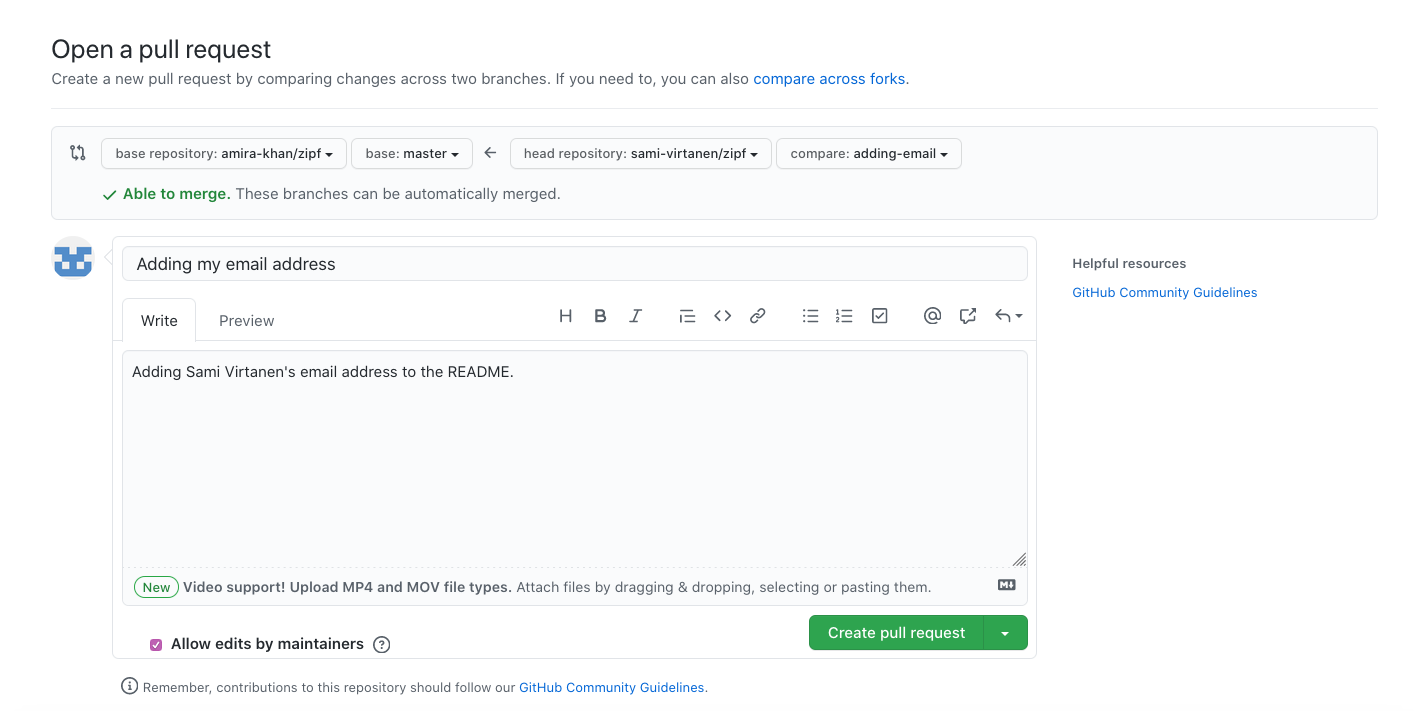 Open a pull request
Create a new pull request by comparing changes across two branches. If you need to, you can also compare across forks.
base repository: amira-khan/zipf base: master ← head repository: sami-virtanen/zipf compare: adding-email
Able to merge. These branches can be automatically merged.
Adding my email address
Write Preview
Adding Sami Virtanen's email address to the README.
New Video support! Upload MP4 and MOV file types. Attach files by dragging & dropping, selecting or pasting them.
Allow edits by maintainers
Create pull request
Remember, contributions to this repository should follow our GitHub Community Guidelines.
Helpful resources
GitHub Community Guidelines